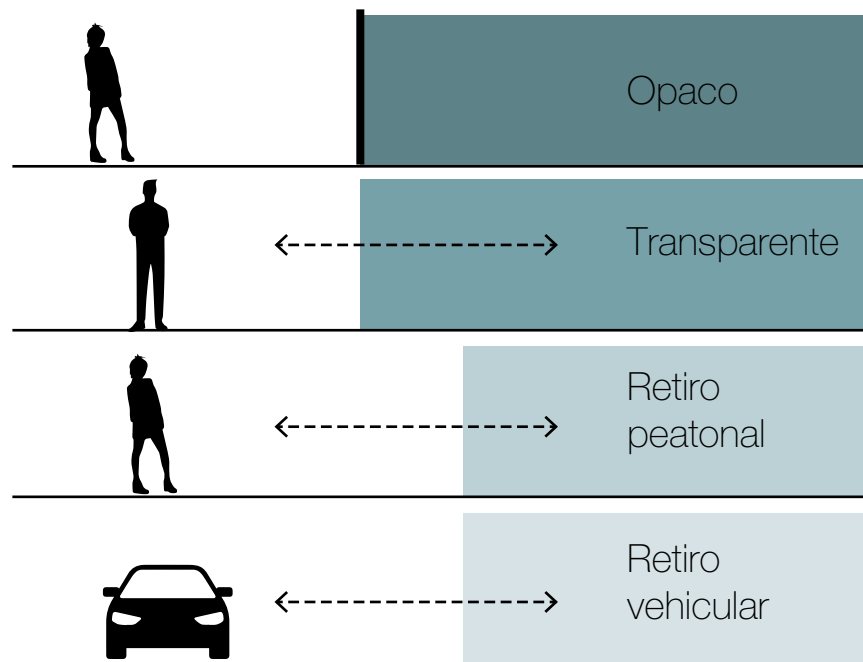 Opaco
Transparente
Retiro
peatonal
Retiro
vehicular